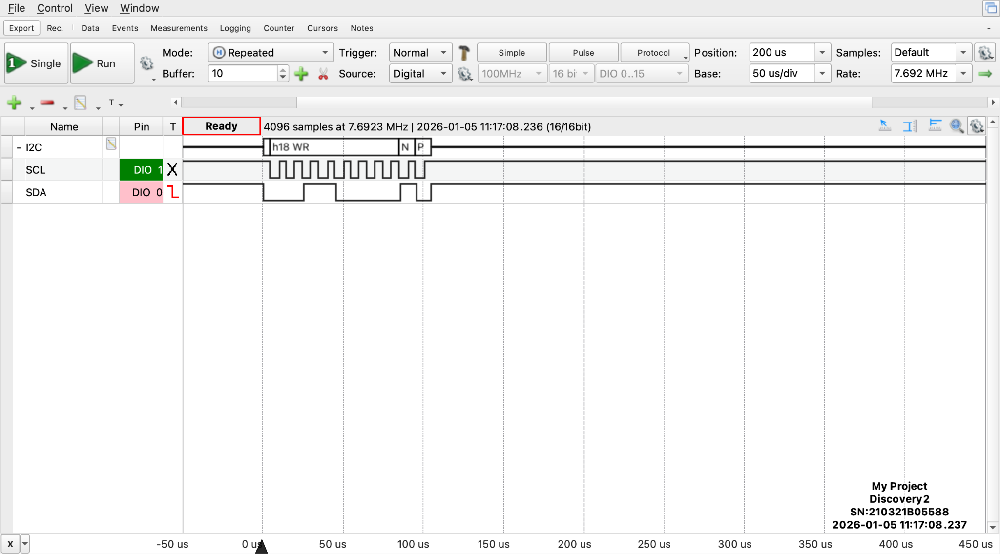 File Control View Window
Export Rec. Data Events Measurements Logging Counter Cursors Notes -
1 Single Run Mode: Repeated Trigger: Normal Simple Pulse Protocol Position: 200 us Samples: Default
Buffer: 10 Source: Digital 100MHz 16 bi DIO 0..15 Base: 50 us/div Rate: 7.692 MHz
T
Name Pin T Ready 4096 samples at 7.6923 MHz | 2026-01-05 11:17:08.236 (16/16bit)
- I2C h18 WR N P
SCL DIO 1 X
SDA DIO 0
My Project
Discovery2
SN:210321B05588
2026-01-05 11:17:08.237
X -50 us 0 us 50 us 100 us 150 us 200 us 250 us 300 us 350 us 400 us 450 us